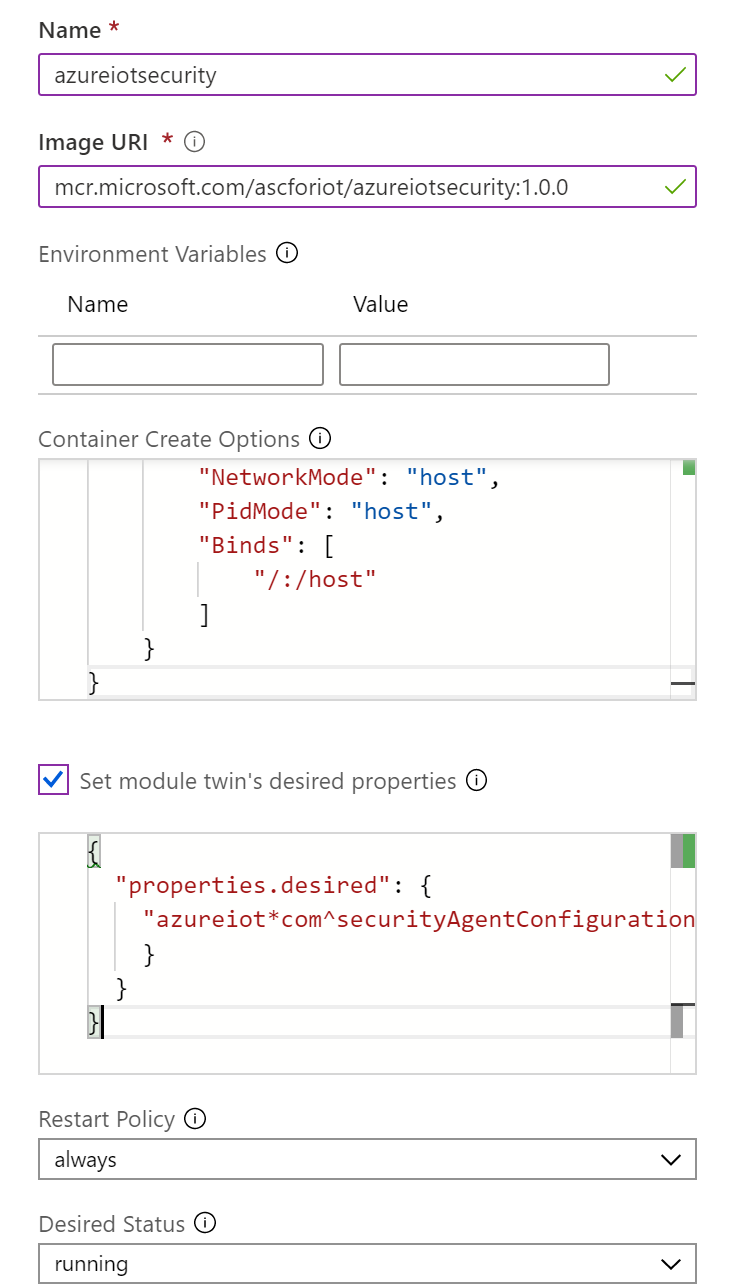 Name *
azureiotsecurity
Image URI *
mcr.microsoft.com/ascforiot/azureiotsecurity:1.0.0
Environment Variables
Name Value
Container Create Options
"NetworkMode": "host",
"PidMode": "host",
"Binds": [
"/:/host"
]
}
}
Set module twin's desired properties
{
"properties.desired": {
"azureiot*com^securityAgentConfiguration
}
}
}
Restart Policy
always
Desired Status
running